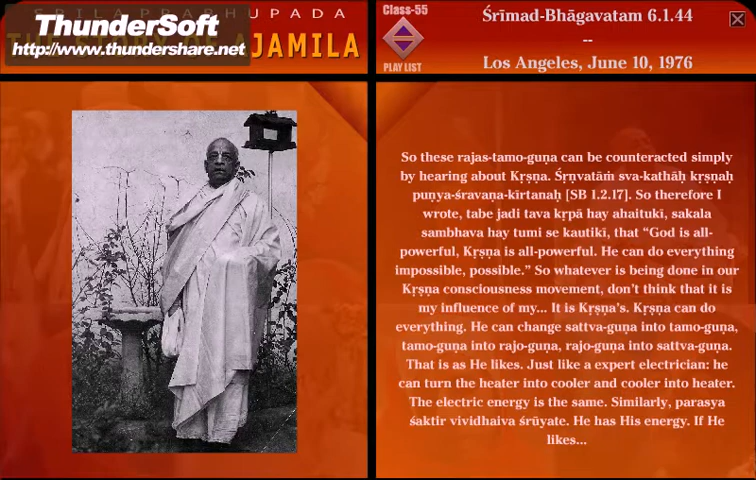 ThunderSoft
http://www.thundershare.net
SRILA PRABHUPADA
THE STORY OF AJAMILA
Class-55
PLAY LIST
Śrīmad-Bhāgavatam 6.1.44
--
Los Angeles, June 10, 1976
So these rajas-tamo-guṇa can be counteracted simply
by hearing about Kṛṣṇa. Śṛṇvatāṁ sva-kathāḥ kṛṣṇaḥ
puṇya-śravaṇa-kīrtanaḥ [SB 1.2.17]. So therefore I
wrote, tabe jadi tava kṛpā hay ahaitukī, sakala
sambhava hay tumi se kautikī, that “God is all-
powerful, Kṛṣṇa is all-powerful. He can do everything
impossible, possible.” So whatever is being done in our
Kṛṣṇa consciousness movement, don’t think that it is
my influence of my... It is Kṛṣṇa’s. Kṛṣṇa can do
everything. He can change sattva-guṇa into tamo-guṇa,
tamo-guṇa into rajo-guṇa, rajo-guṇa into sattva-guṇa.
That is as He likes. Just like a expert electrician: he
can turn the heater into cooler and cooler into heater.
The electric energy is the same. Similarly, parasya
śaktir vividhaiva śrūyate. He has His energy. If He
likes...